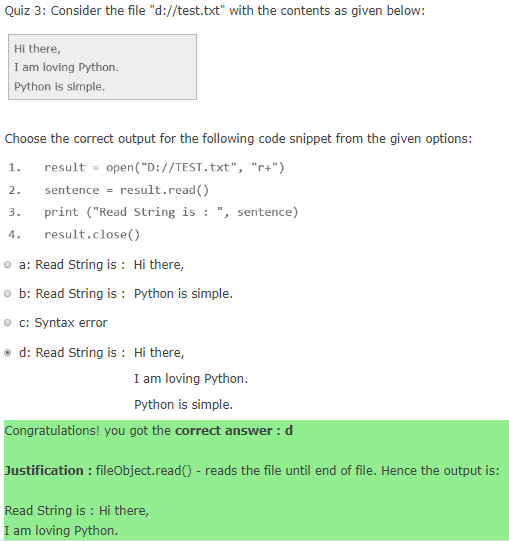 Quiz 3: Consider the file "d://test.txt" with the contents as given below:
Hi there,
I am loving Python.
Python is simple.
Choose the correct output for the following code snippet from the given options:
1. result = open("D://TEST.txt", "r+")
2. sentence = result.read()
3. print ("Read String is : ", sentence)
4. result.close()
a: Read String is : Hi there,
b: Read String is : Python is simple.
c: Syntax error
d: Read String is : Hi there,
I am loving Python.
Python is simple.
Congratulations! you got the correct answer : d
Justification : fileObject.read() - reads the file until end of file. Hence the output is:
Read String is : Hi there,
I am loving Python.